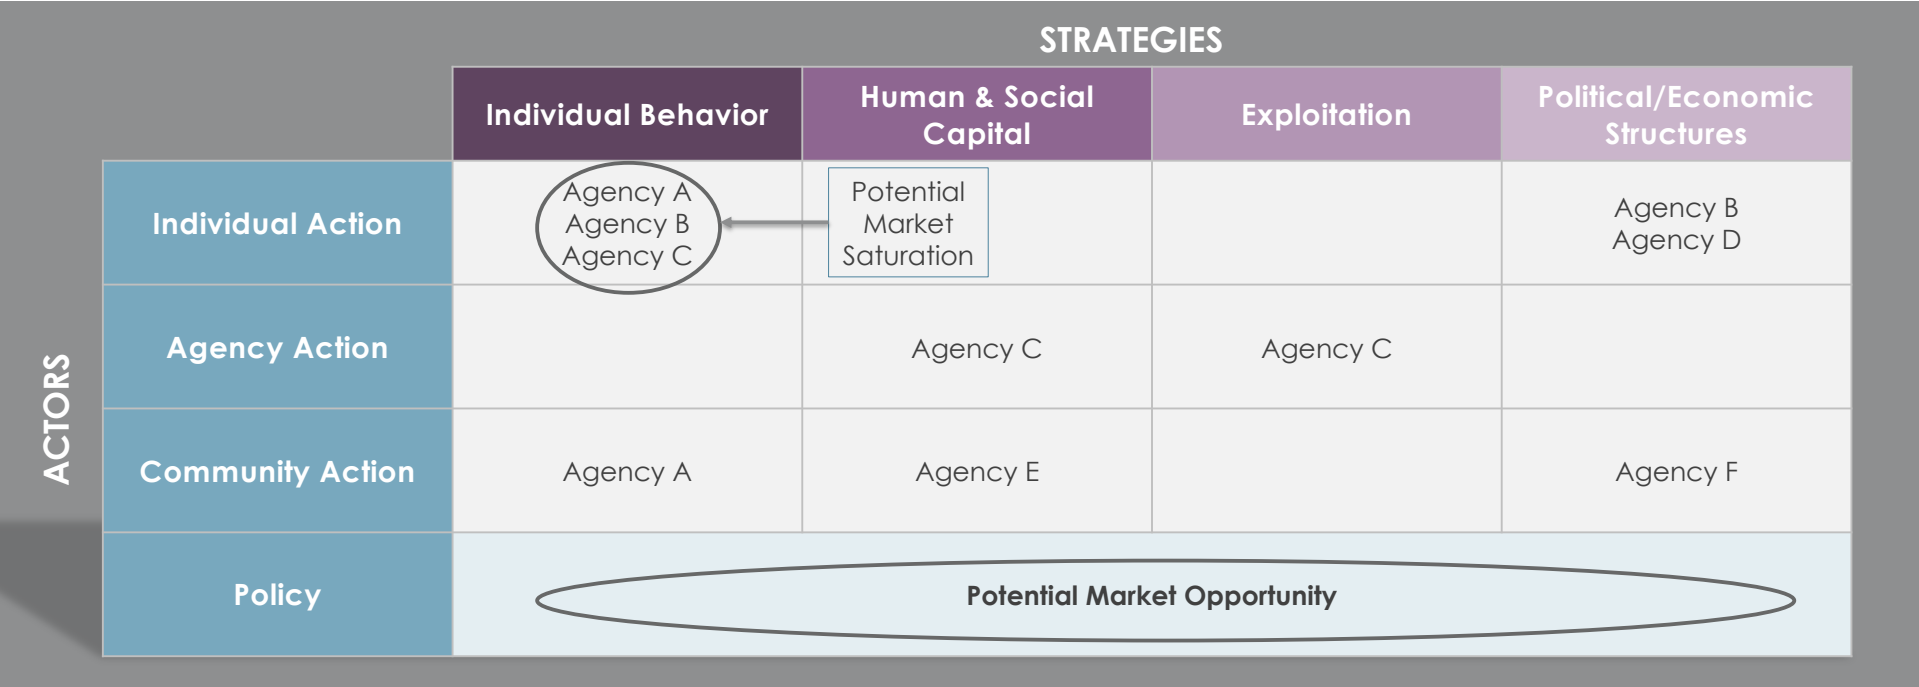 STRATEGIES
Individual Behavior
Human & Social
Capital
Exploitation
Political/Economic
Structures
ACTORS
Individual Action
Agency A
Agency B
Agency C
Potential
Market
Saturation
Agency B
Agency D
Agency Action
Agency C
Agency C
Community Action
Agency A
Agency E
Agency F
Policy
Potential Market Opportunity